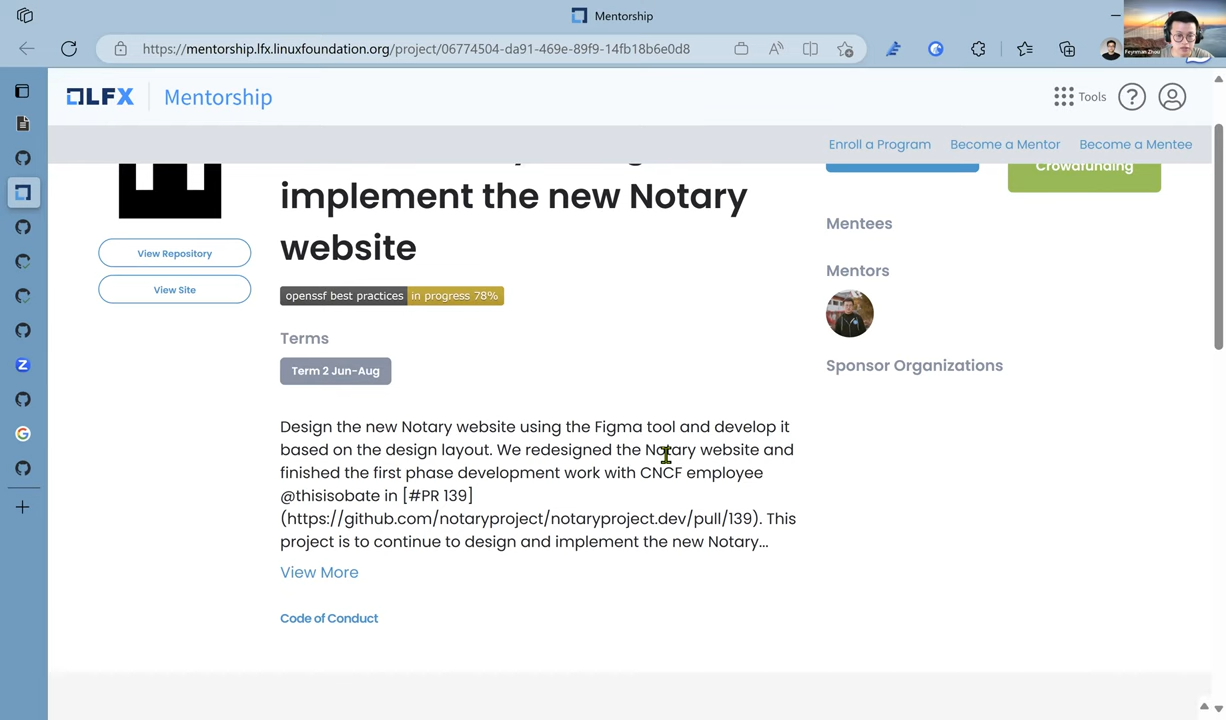 Mentorship
https://mentorship.lfx.linuxfoundation.org/project/06774504-da91-469e-89f9-14fb18b6e0d8
Feynman Zhou
LFX
Mentorship
Tools
Enroll a Program
Become a Mentor
Become a Mentee
implement the new Notary
website
Crowdfunding
View Repository
View Site
openssf best practices in progress 78%
Terms
Term 2 Jun-Aug
Mentees
Mentors
Sponsor Organizations
Design the new Notary website using the Figma tool and develop it
based on the design layout. We redesigned the Notary website and
finished the first phase development work with CNCF employee
@thisisobate in [#PR 139]
(https://github.com/notaryproject/notaryproject.dev/pull/139). This
project is to continue to design and implement the new Notary...
View More
Code of Conduct